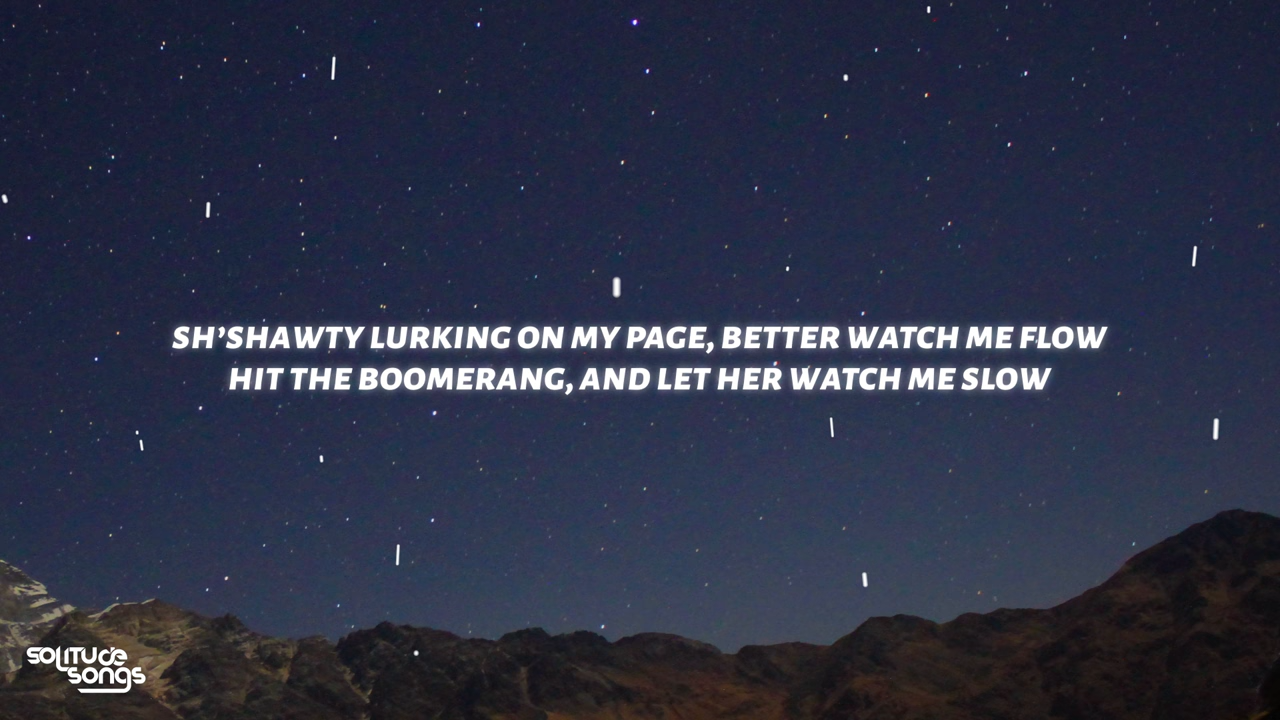 SH’SHAWTY LURKING ON MY PAGE, BETTER WATCH ME FLOW
HIT THE BOOMERANG, AND LET HER WATCH ME SLOW
solitude
songs